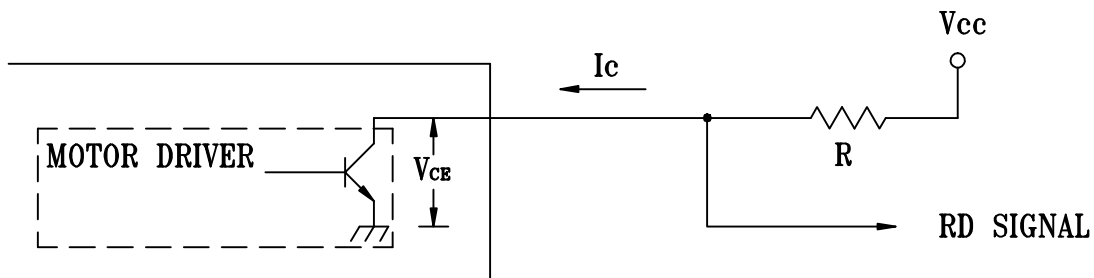 Vcc
Ic
MOTOR DRIVER
VCE
R
RD SIGNAL